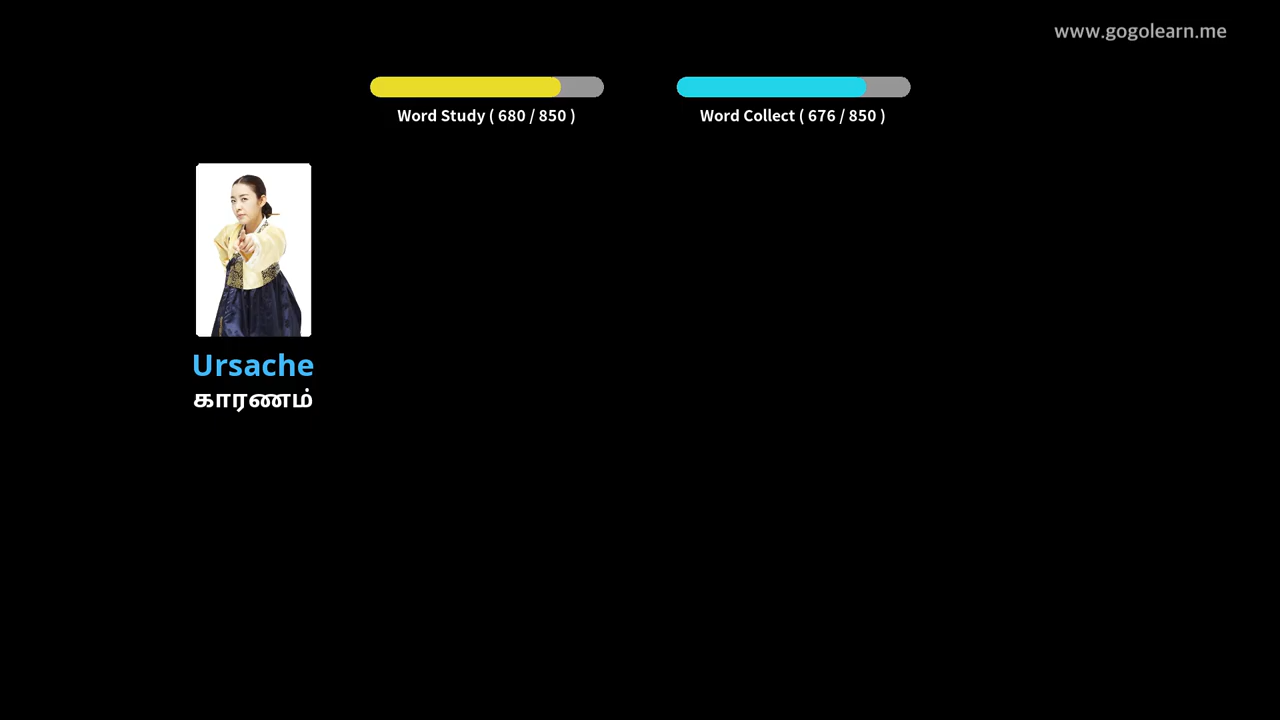 www.gogolearn.me
Word Study ( 680 / 850 )
Word Collect ( 676 / 850 )
Ursache
காரணம்